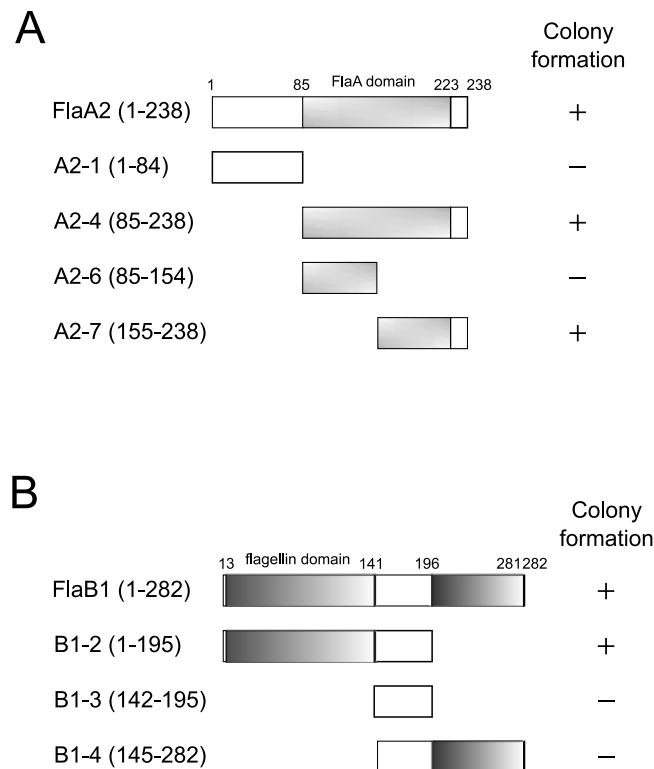 A
Colony
formation
1 85 FlaA domain 223 238
FlaA2 (1-238) +
A2-1 (1-84) −
A2-4 (85-238) +
A2-6 (85-154) −
A2-7 (155-238) +
B
Colony
formation
13 flagellin domain 141 196 281 282
FlaB1 (1-282) +
B1-2 (1-195) +
B1-3 (142-195) −
B1-4 (145-282) −